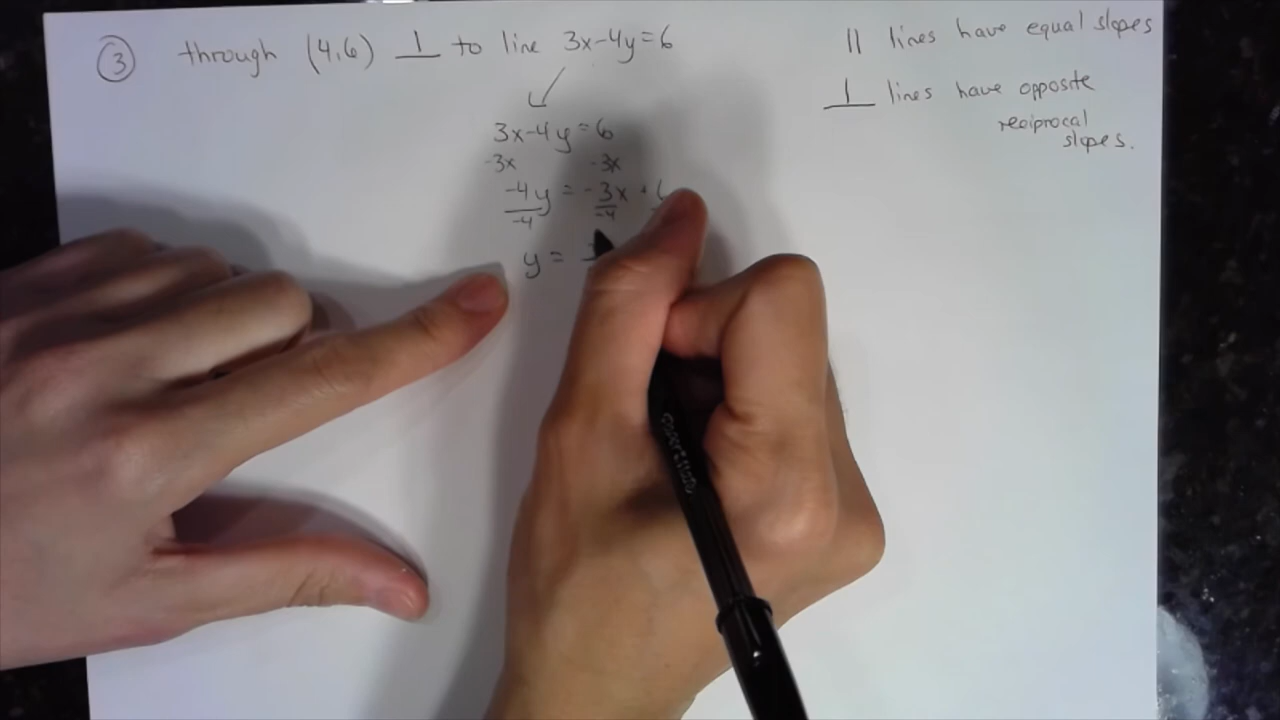 ③ through (4,6) ⊥ to line 3x-4y=6
|| lines have equal slopes
⊥ lines have opposite
reciprocal
slopes.
3x-4y=6
-3x -3x
-4y = -3x +
-4 -4
y =